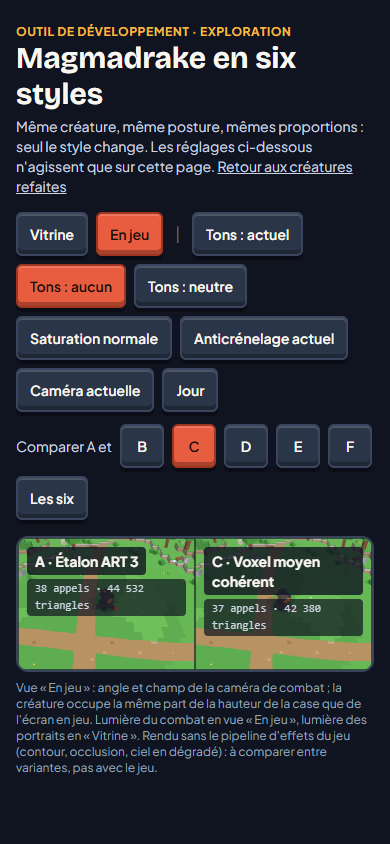 OUTIL DE DÉVELOPPEMENT · EXPLORATION
Magmadrake en six
styles
Même créature, même posture, mêmes proportions :
seul le style change. Les réglages ci-dessous
n'agissent que sur cette page. Retour aux créatures
refaites
Vitrine En jeu | Tons : actuel
Tons : aucun Tons : neutre
Saturation normale Anticrénelage actuel
Caméra actuelle Jour
Comparer A et B C D E F
Les six
A · Étalon ART 3
38 appels · 44 532
triangles
C · Voxel moyen
cohérent
37 appels · 42 380
triangles
Vue « En jeu » : angle et champ de la caméra de combat ; la
créature occupe la même part de la hauteur de la case que de
l'écran en jeu. Lumière du combat en vue « En jeu », lumière des
portraits en « Vitrine ». Rendu sans le pipeline d'effets du jeu
(contour, occlusion, ciel en dégradé) : à comparer entre
variantes, pas avec le jeu.